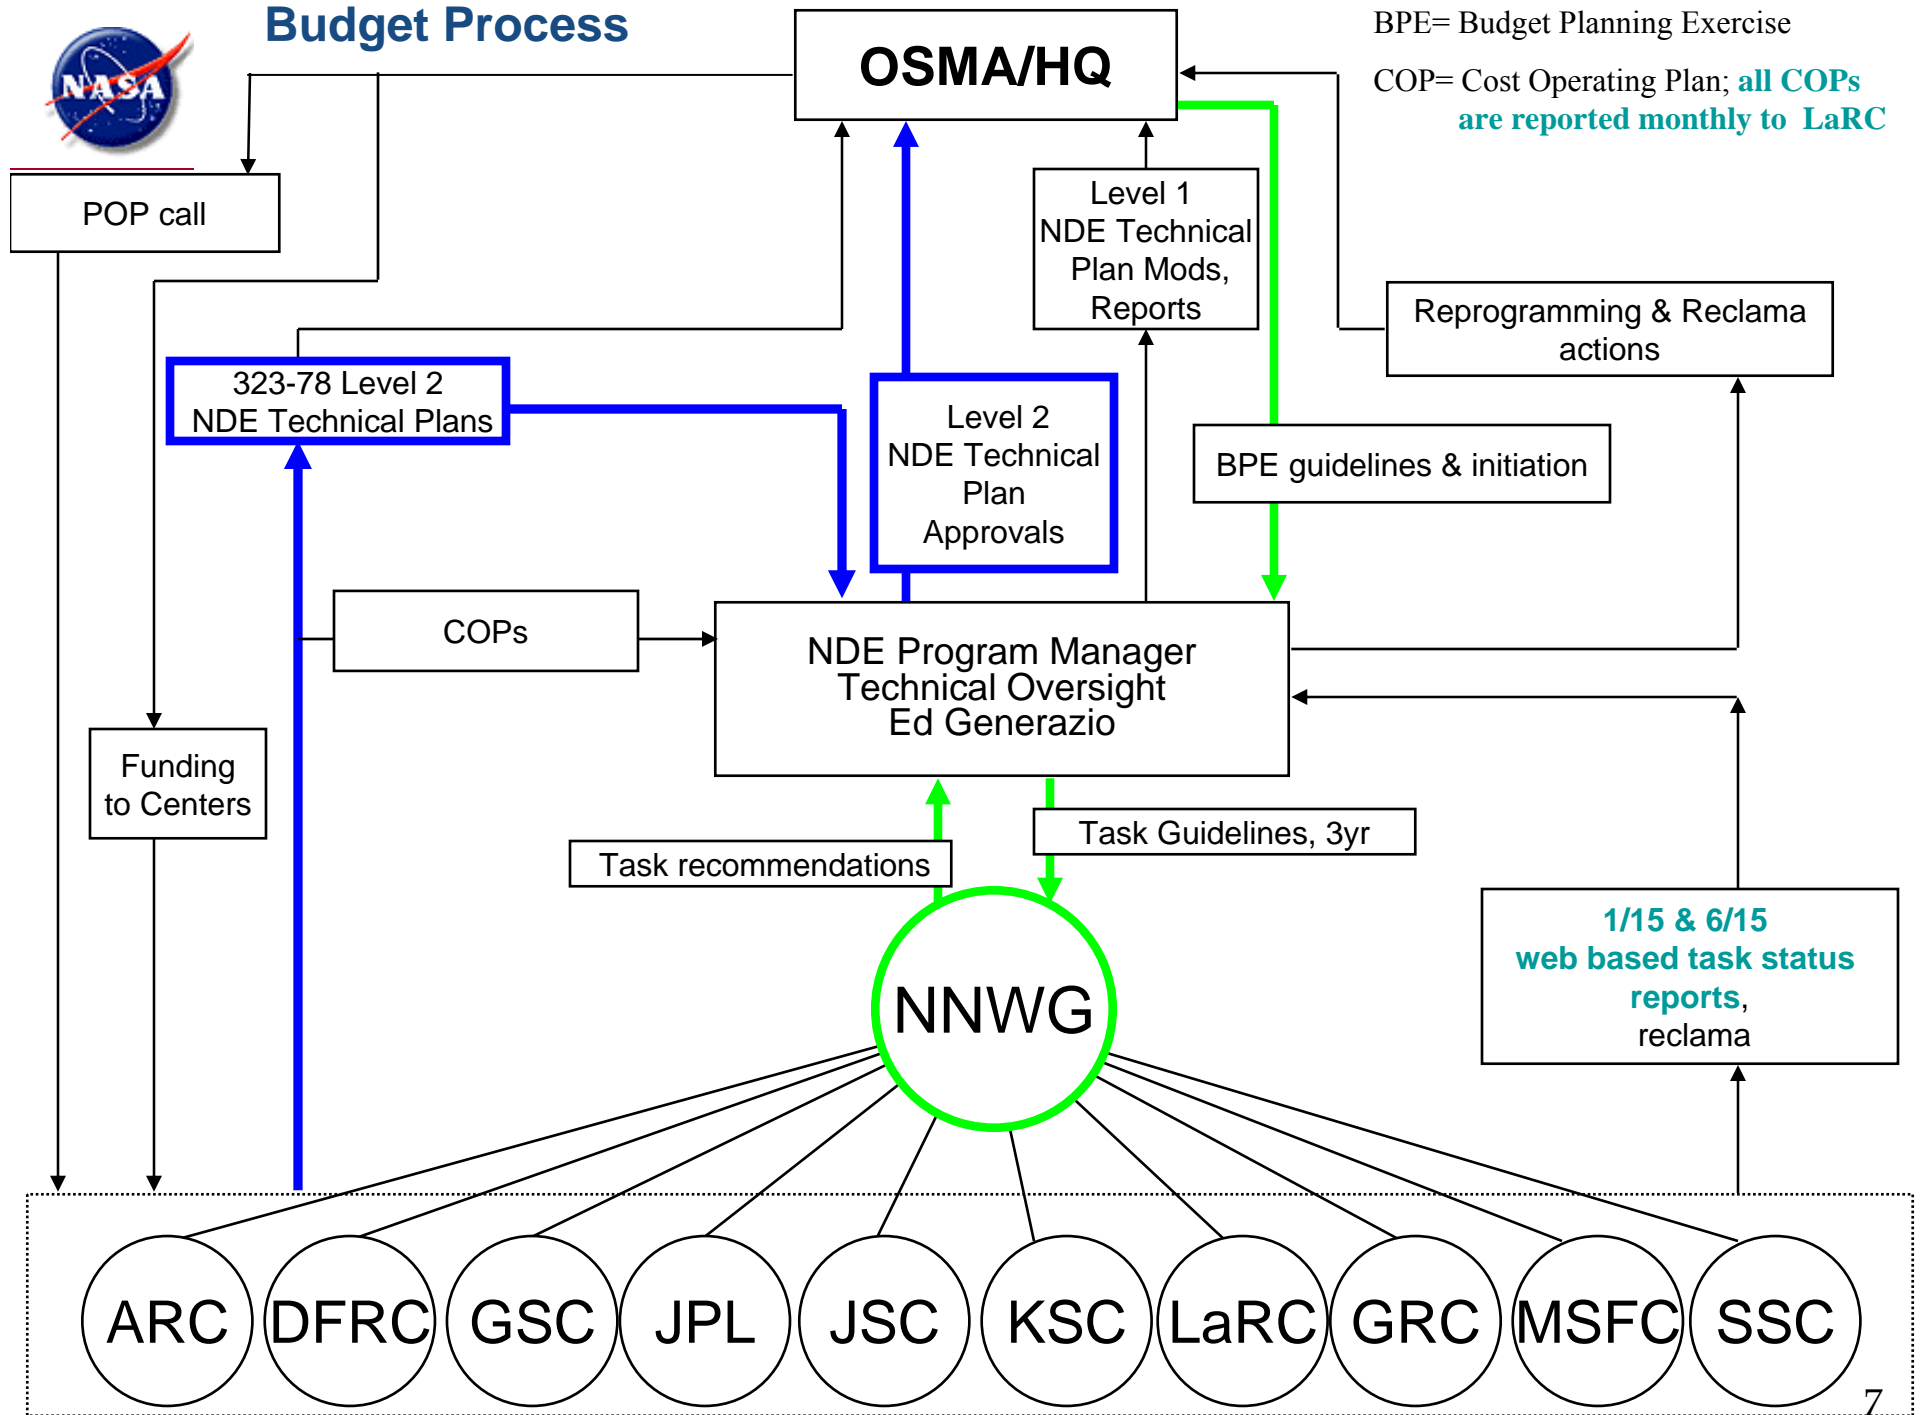 Budget Process
NASA
OSMA/HQ
BPE= Budget Planning Exercise
COP= Cost Operating Plan; all COPs
are reported monthly to LaRC
POP call
Level 1
NDE Technical
Plan Mods,
Reports
Reprogramming & Reclama
actions
323-78 Level 2
NDE Technical Plans
Level 2
NDE Technical
Plan
Approvals
BPE guidelines & initiation
COPs
NDE Program Manager
Technical Oversight
Ed Generazio
Funding
to Centers
Task Guidelines, 3yr
Task recommendations
1/15 & 6/15
web based task status
reports,
reclama
NNWG
ARC
DFRC
GSC
JPL
JSC
KSC
LaRC
GRC
MSFC
SSC
7